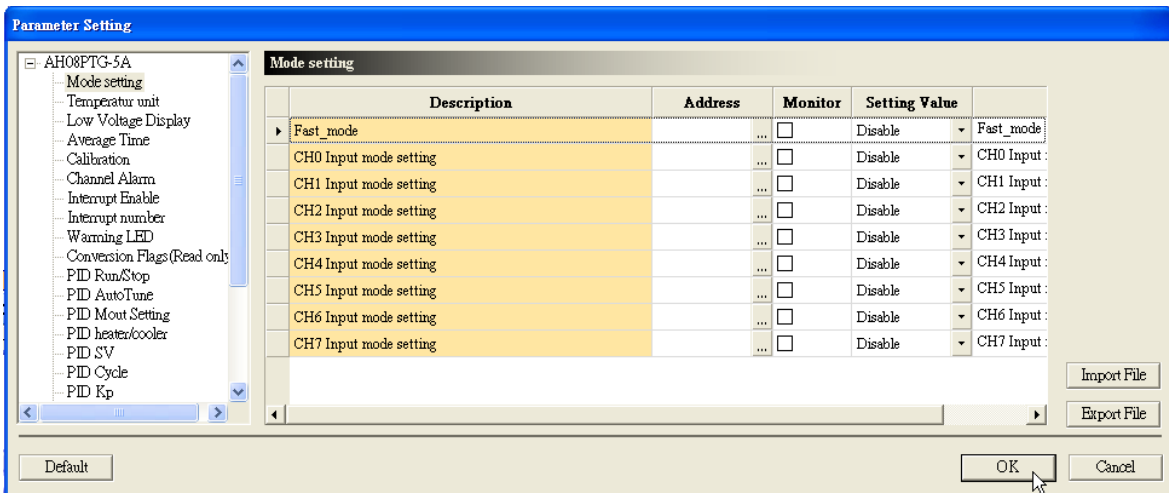 Parameter Setting
AH08PTG-5A
Mode setting
Temperatur unit
Low Voltage Display
Average Time
Calibration
Channel Alarm
Interrupt Enable
Interrupt number
Warming LED
Conversion Flags(Read only
PID Run/Stop
PID AutoTune
PID Mout Setting
PID heater/cooler
PID SV
PID Cycle
PID Kp
Mode setting
Description Address Monitor Setting Value
Fast_mode ... Disable Fast_mode
CH0 Input mode setting ... Disable CH0 Input :
CH1 Input mode setting ... Disable CH1 Input :
CH2 Input mode setting ... Disable CH2 Input :
CH3 Input mode setting ... Disable CH3 Input :
CH4 Input mode setting ... Disable CH4 Input :
CH5 Input mode setting ... Disable CH5 Input :
CH6 Input mode setting ... Disable CH6 Input :
CH7 Input mode setting ... Disable CH7 Input :
Import File
Export File
Default
OK
Cancel